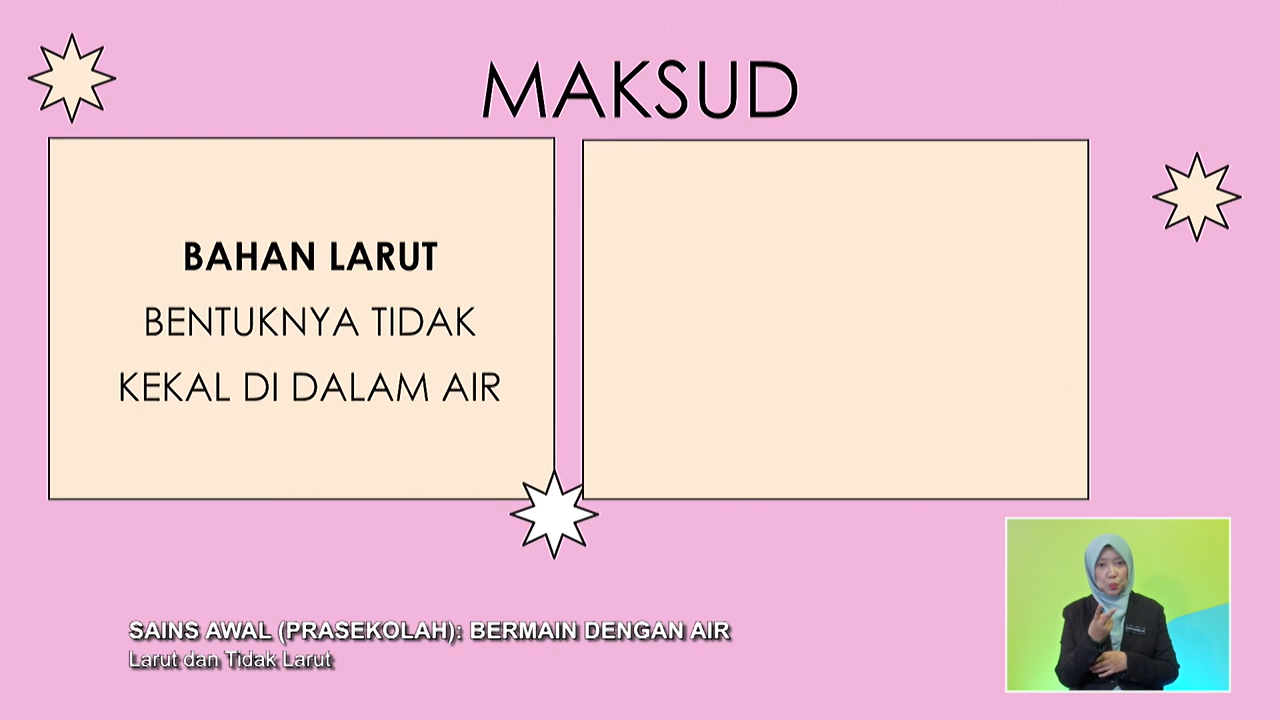 MAKSUD
BAHAN LARUT
BENTUKNYA TIDAK
KEKAL DI DALAM AIR
SAINS AWAL (PRASEKOLAH): BERMAIN DENGAN AIR
Larut dan Tidak Larut